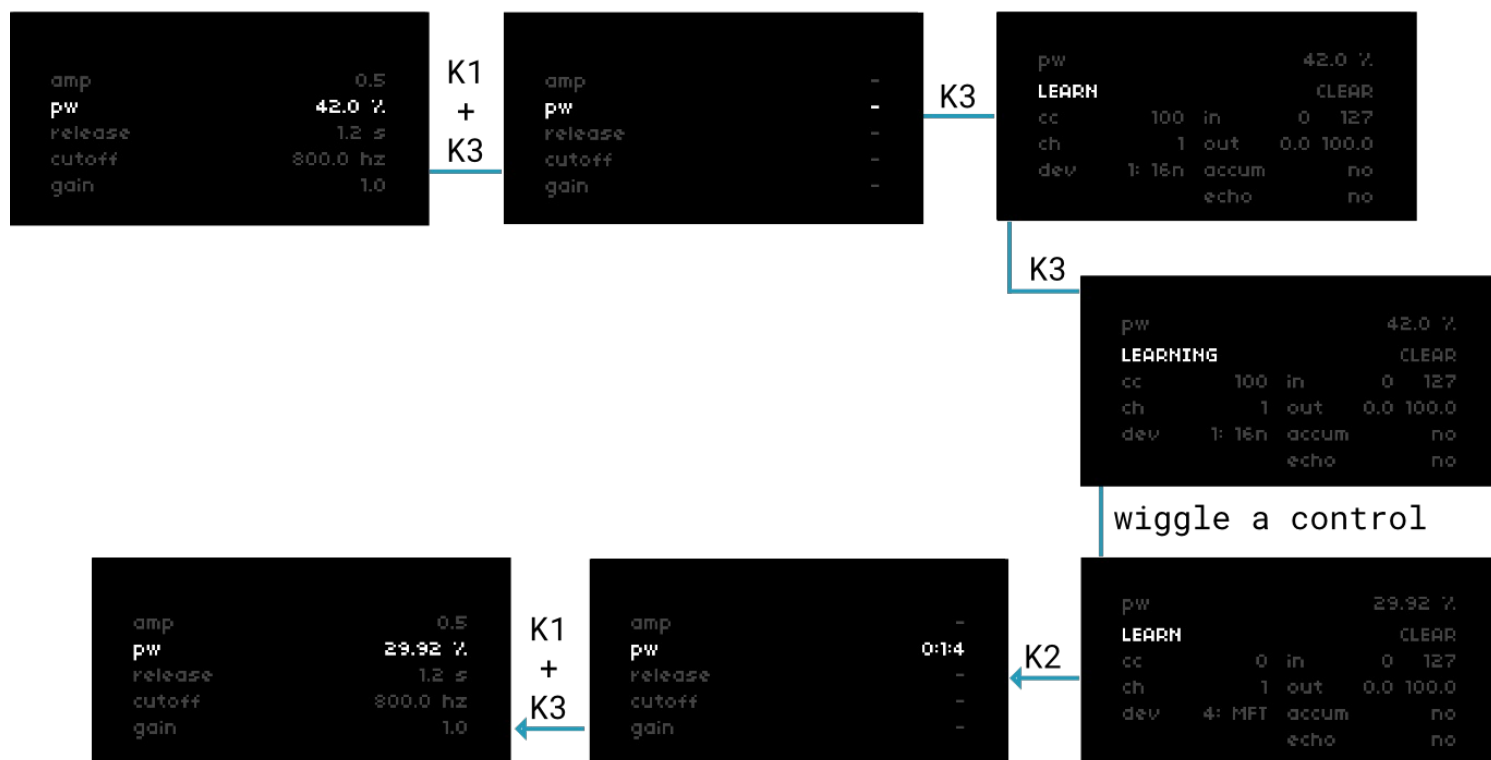 amp 0.5
pw 42.0 %
release 1.2 s
cutoff 800.0 hz
gain 1.0
K1
+
K3
amp -
pw -
release -
cutoff -
gain -
K3
pw 42.0 %
LEARN CLEAR
cc 100 in 0 127
ch 1 out 0.0 100.0
dev 1: 16n accum no
echo no
K3
pw 42.0 %
LEARNING CLEAR
cc 100 in 0 127
ch 1 out 0.0 100.0
dev 1: 16n accum no
echo no
wiggle a control
pw 29.92 %
LEARN CLEAR
cc 0 in 0 127
ch 1 out 0.0 100.0
dev 4: MFT accum no
echo no
K2
amp -
pw 0:1:4
release -
cutoff -
gain -
K1
+
K3
amp 0.5
pw 29.92 %
release 1.2 s
cutoff 800.0 hz
gain 1.0